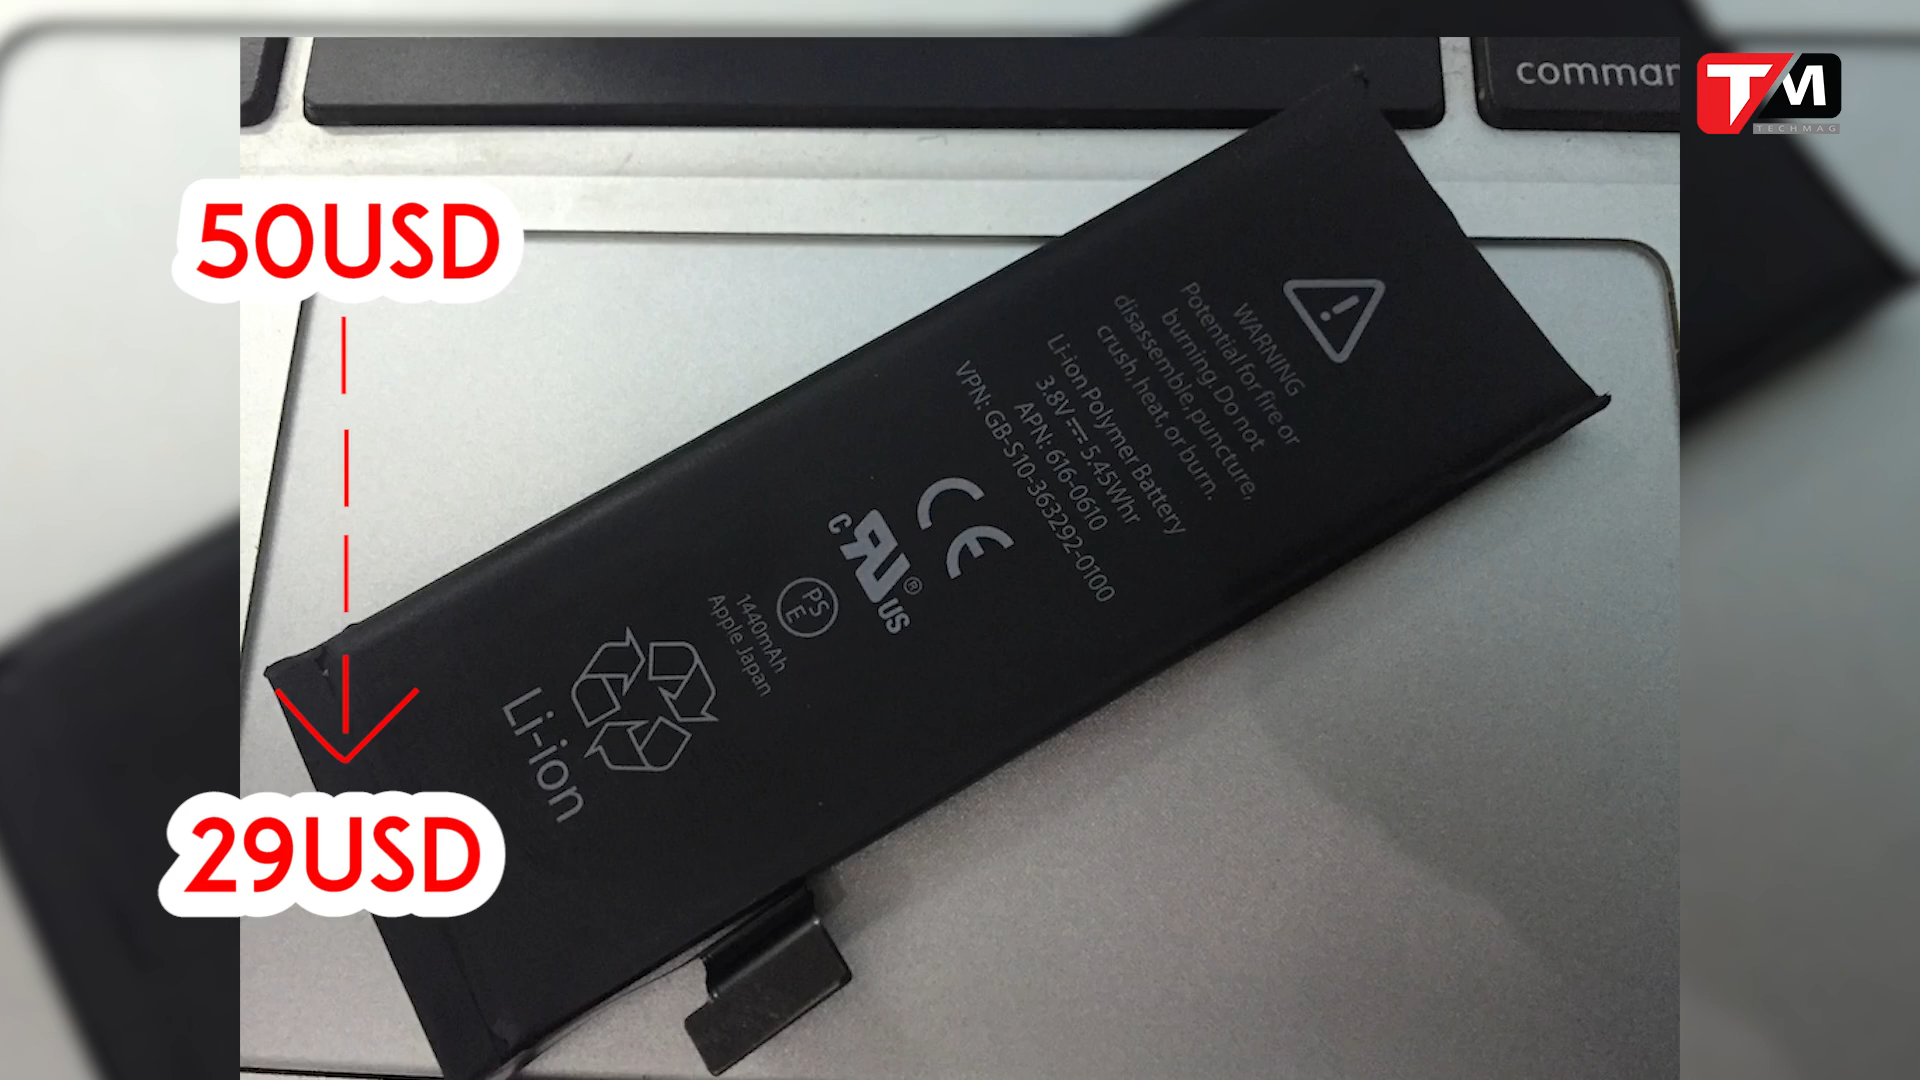 comman
TM
TECHMAG
50USD
29USD
WARNING
Potential for fire or
burning. Do not
disassemble, puncture,
crush, heat, or burn.
Li-ion Polymer Battery
3.8V 5.45Whr
APN: 616-0610
VPN: GB-S10-363292-0100
CE
c RU ® US
PS
E
1440mAh
Apple Japan
Li-ion